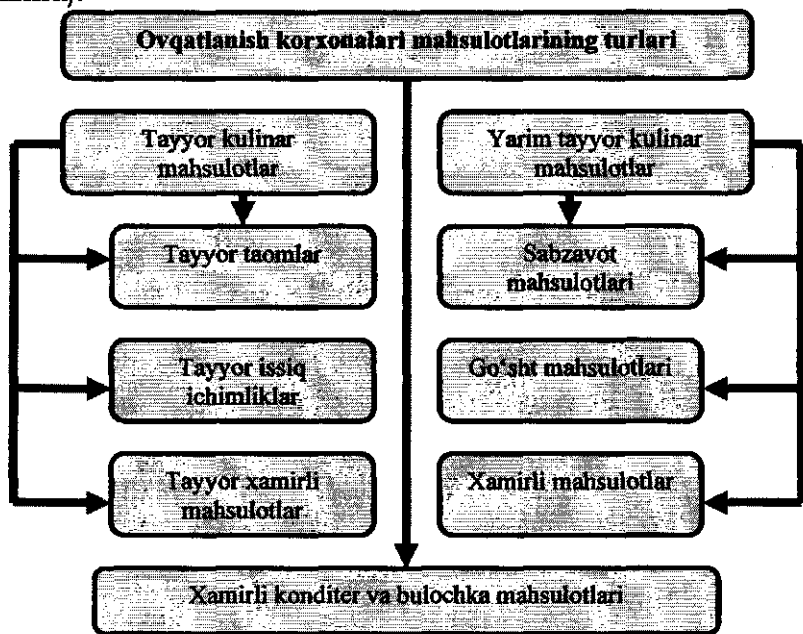 Ovqatlanish korxonalari mahsulotlarining turlari
Tayyor kulinar
mahsulotlar
Yarim tayyor kulinar
mahsulotlar
Tayyor taomlar
Sabzavot
mahsulotlari
Tayyor issiq
ichimliklar
Go‘sht mahsulotlari
Tayyor xamirli
mahsulotlar
Xamirli mahsulotlar
Xamirli konditer va bulochka mahsulotlari